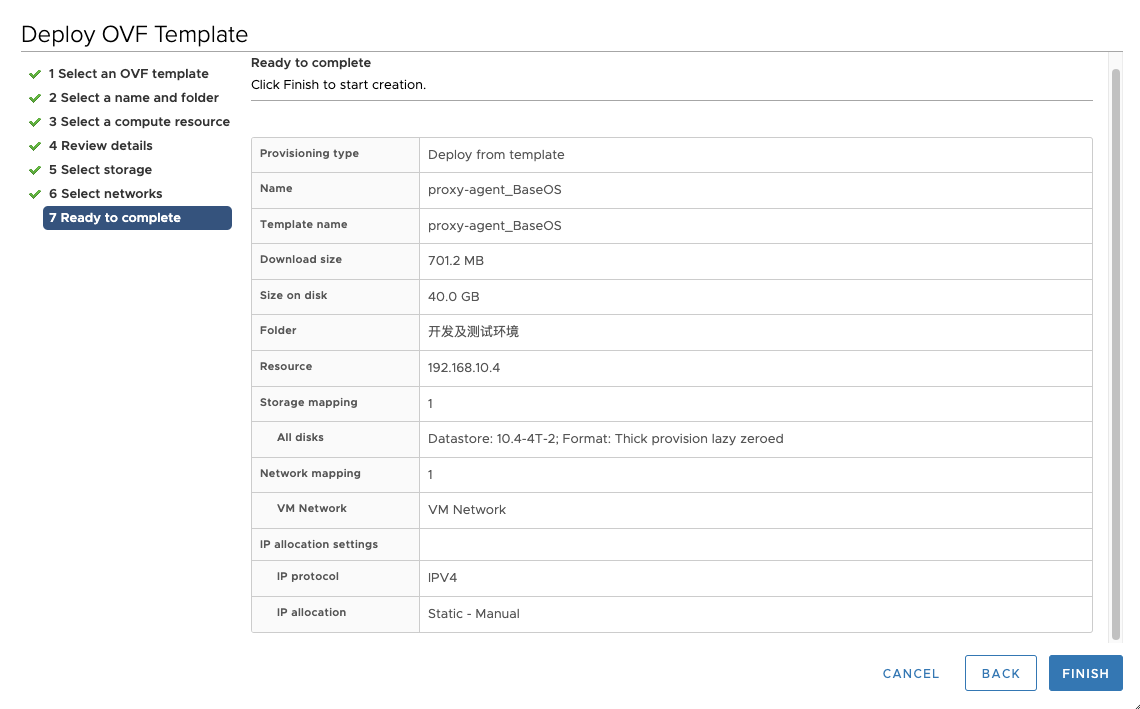 Deploy OVF Template
1 Select an OVF template
2 Select a name and folder
3 Select a compute resource
4 Review details
5 Select storage
6 Select networks
7 Ready to complete
Ready to complete
Click Finish to start creation.
Provisioning type Deploy from template
Name proxy-agent_BaseOS
Template name proxy-agent_BaseOS
Download size 701.2 MB
Size on disk 40.0 GB
Folder 开发及测试环境
Resource 192.168.10.4
Storage mapping 1
All disks Datastore: 10.4-4T-2; Format: Thick provision lazy zeroed
Network mapping 1
VM Network VM Network
IP allocation settings
IP protocol IPV4
IP allocation Static - Manual
CANCEL BACK FINISH